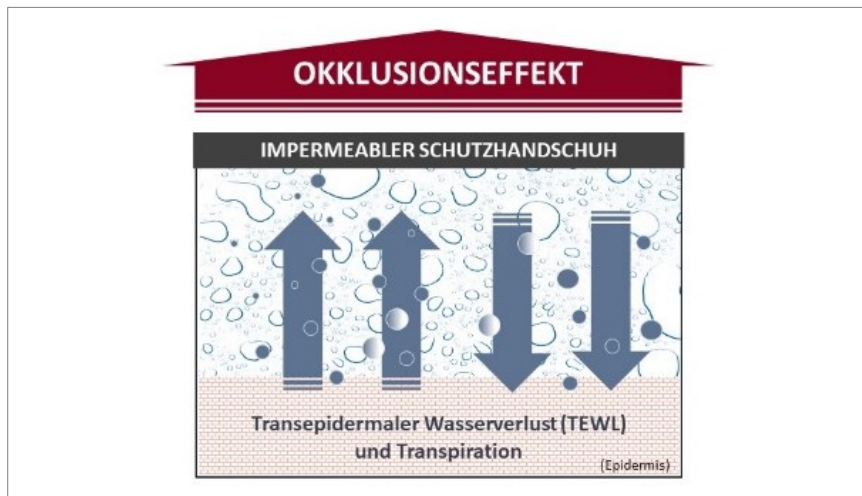 OKKLUSIONSEFFEKT
IMPERMEABLER SCHUTZHANDSCHUH
Transepidermaler Wasserverlust (TEWL)
und Transpiration
(Epidermis)